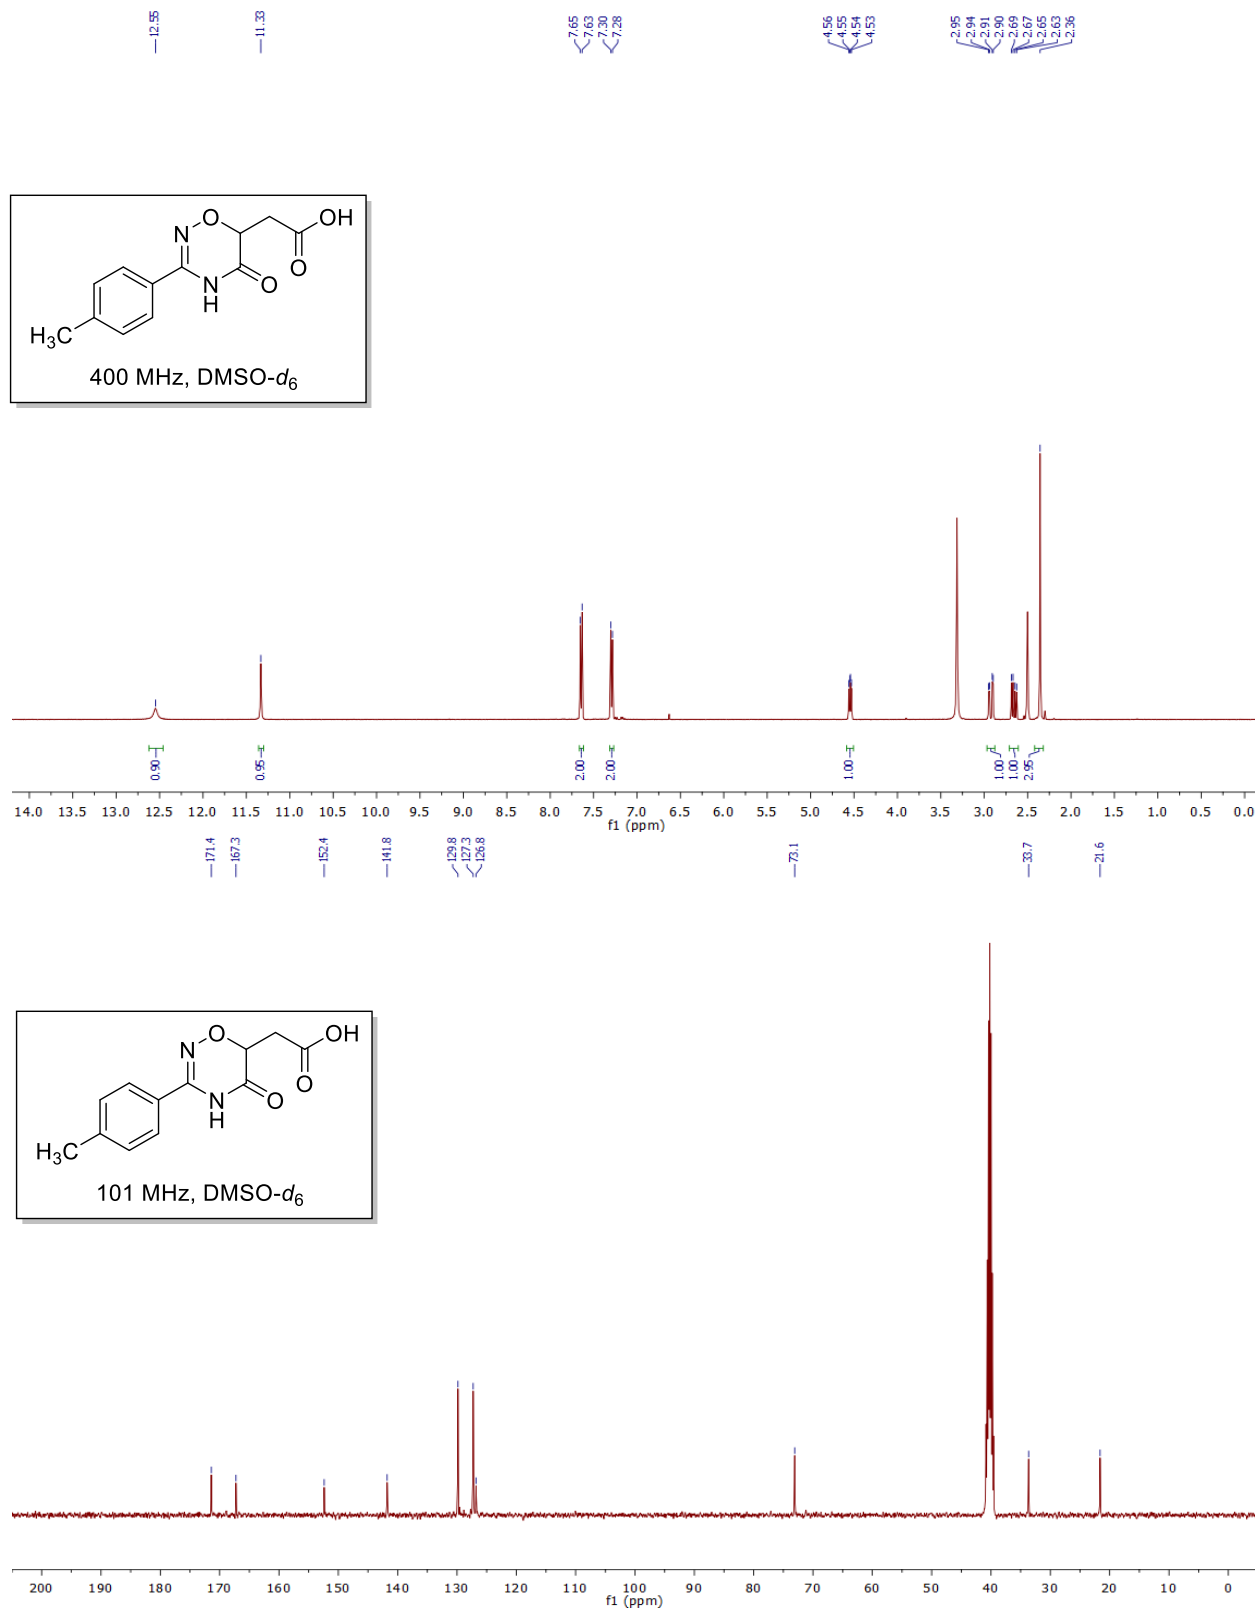 12.55 11.33 7.65 7.63 7.30 7.28 4.56 4.55 4.54 4.53 2.95 2.94 2.91 2.90 2.69 2.67 2.65 2.63 2.36
O OH
N
O
N O
H
H₃C
400 MHz, DMSO-d₆
0.90 0.95 2.00 2.00 1.00 1.00 1.00 2.95
14.0 13.5 13.0 12.5 12.0 11.5 11.0 10.5 10.0 9.5 9.0 8.5 8.0 7.5 7.0 6.5 6.0 5.5 5.0 4.5 4.0 3.5 3.0 2.5 2.0 1.5 1.0 0.5 0.0
f1 (ppm)
171.4 167.3 152.4 141.8 129.8 127.3 126.8 73.1 33.7 21.6
O OH
N
O
N O
H
H₃C
101 MHz, DMSO-d₆
200 190 180 170 160 150 140 130 120 110 100 90 80 70 60 50 40 30 20 10 0
f1 (ppm)